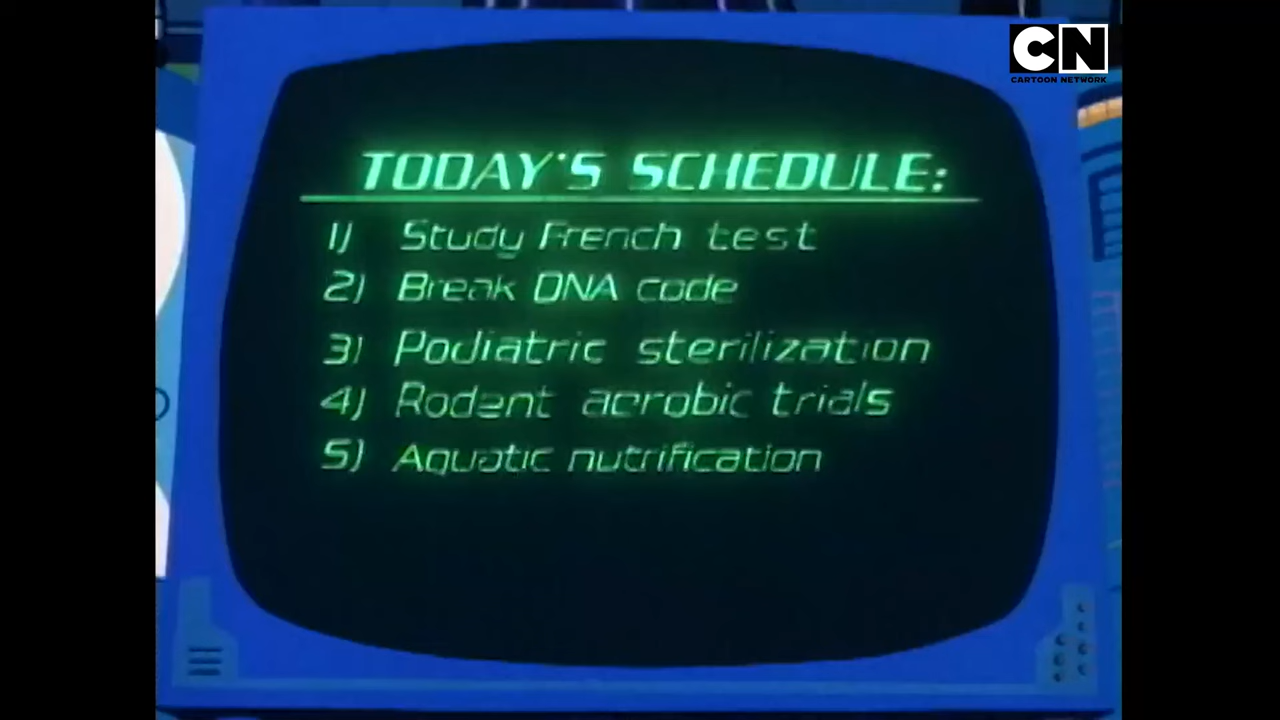 CN
CARTOON NETWORK
TODAY'S SCHEDULE:
1) Study French test
2) Break DNA code
3) Podiatric sterilization
4) Rodent aerobic trials
5) Aquatic nutrification